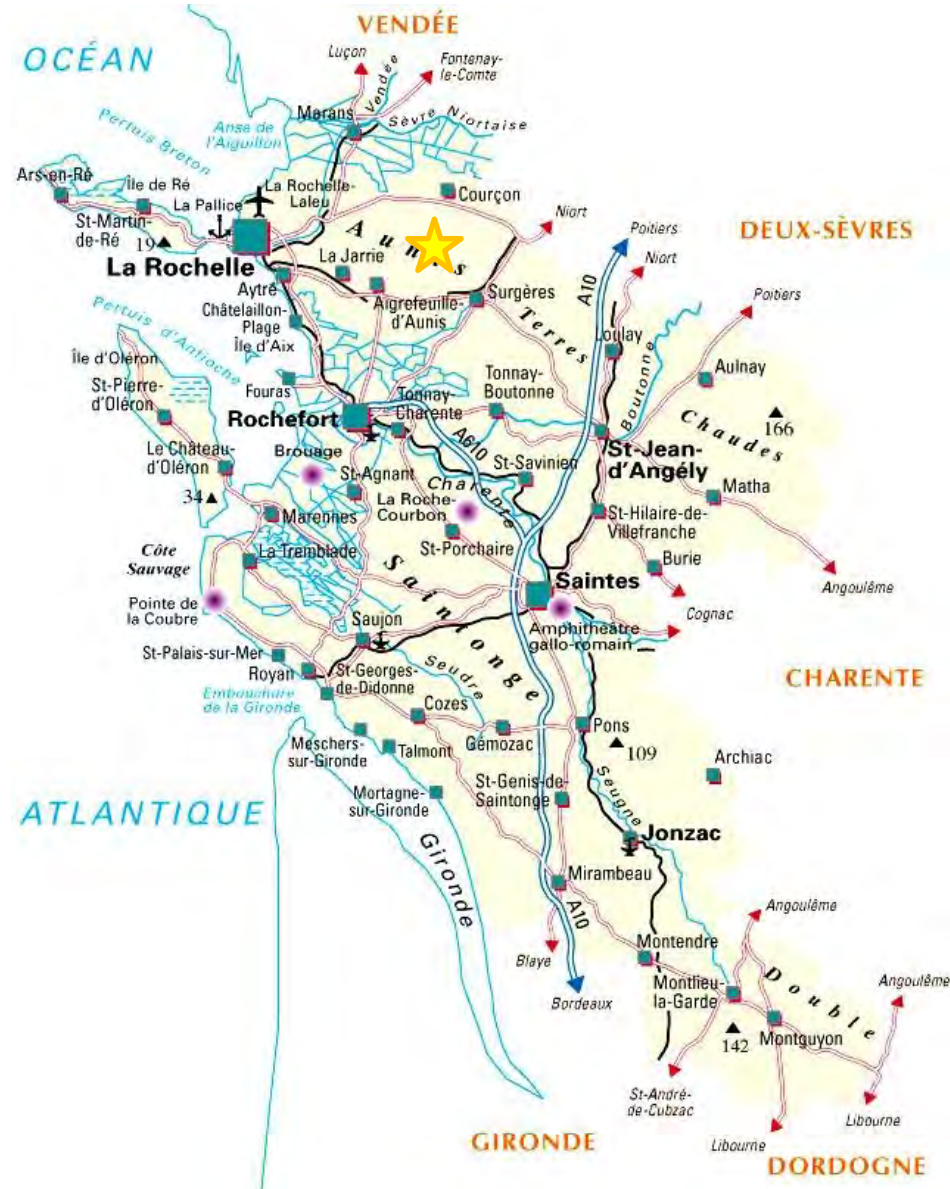 VENDÉE
OCÉAN
Luçon
Fontenay-
le-Comte
Vendée
Marans
Sèvre Niortaise
Pertuis Breton
Anse de
l'Aiguillon
Ars-en-Ré
Île de Ré
La Rochelle-
Laleu
La Pallice
Courçon
St-Martin-
de-Ré
19
Niort
Poitiers
DEUX-SÈVRES
La Rochelle
Aunis
Niort
La Jarrie
A10
Aytré
Aigrefeuille-
d'Aunis
Surgères
Poitiers
Châtelaillon-
Plage
Pertuis d'Antioche
Île d'Aix
Terres
Loulay
Île d'Oléron
Boutonne
Aulnay
St-Pierre-
d'Oléron
Fouras
Tonnay-
Boutonne
Tonnay-
Charente
Rochefort
Chaudes
166
A610
St-Jean-
d'Angély
Le Château-
d'Oléron
Brouage
St-Agnant
St-Savinien
Charente
Matha
34
La Roche-
Courbon
Marennes
St-Hilaire-de-
Villefranche
Côte
Sauvage
La Tremblade
St-Porchaire
Burie
Saintes
Angoulême
Pointe de
la Coubre
Saintonge
Cognac
Saujon
Amphithéâtre
gallo-romain
St-Palais-sur-Mer
Royan
St-Georges-
de-Didonne
Seudre
CHARENTE
Embouchure
de la Gironde
Cozes
Pons
Meschers-
sur-Gironde
Talmont
Gémozac
109
Archiac
ATLANTIQUE
Mortagne-
sur-Gironde
St-Genis-de-
Saintonge
Seugne
Gironde
Jonzac
Mirambeau
A10
Angoulême
Blaye
Montendre
Bordeaux
Montlieu-
la-Garde
Double
Angoulême
142
Montguyon
St-André-
de-Cubzac
Libourne
Libourne
GIRONDE
DORDOGNE